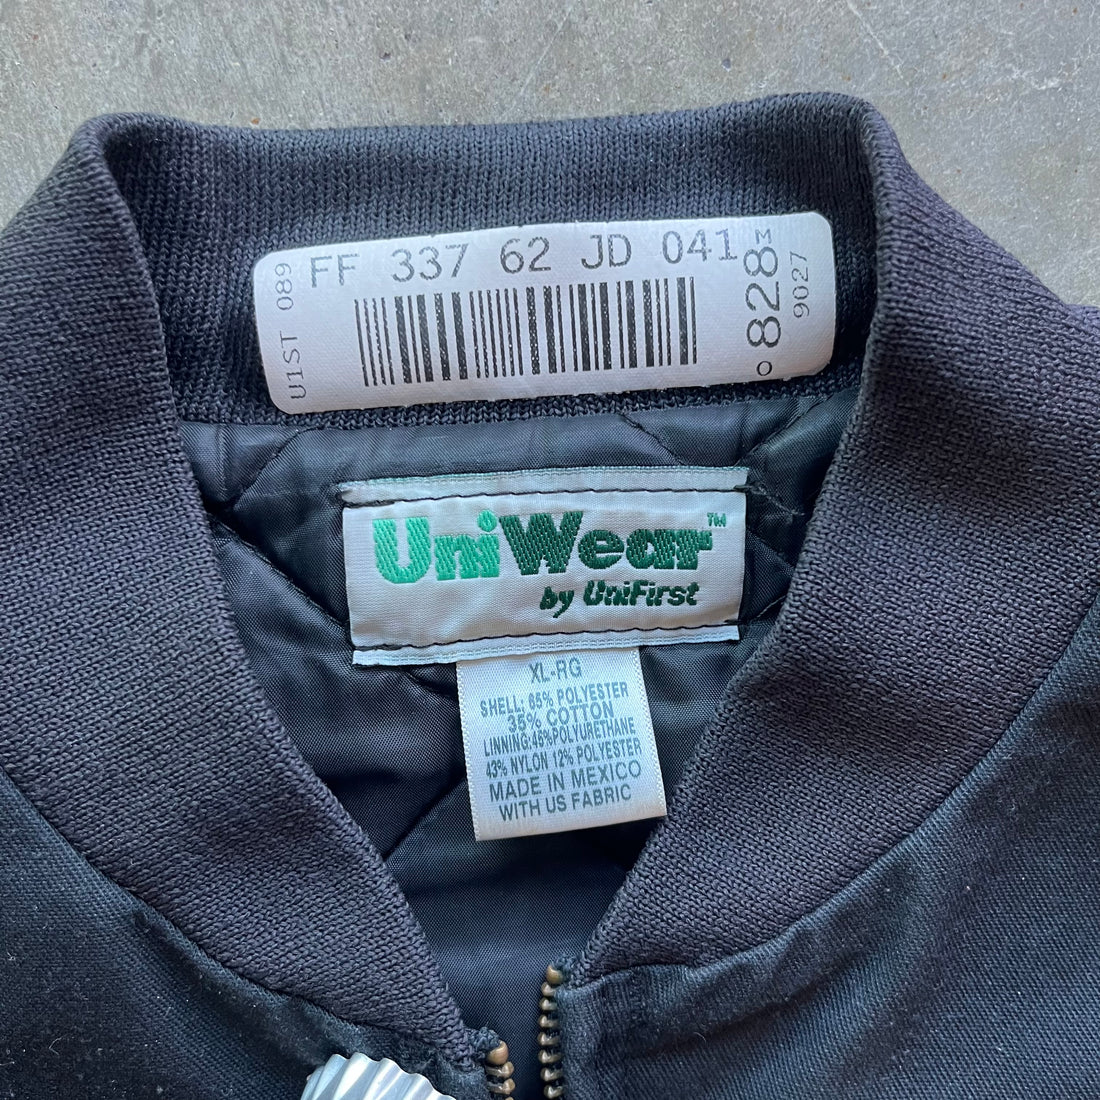 U1ST 089
FF 337 62 JD 041
O 828 M
9027
UniWear™
by UniFirst
XL-RG
SHELL: 65% POLYESTER
35% COTTON
LINNING:45%POLYURETHANE
43% NYLON 12% POLYESTER
MADE IN MEXICO
WITH US FABRIC